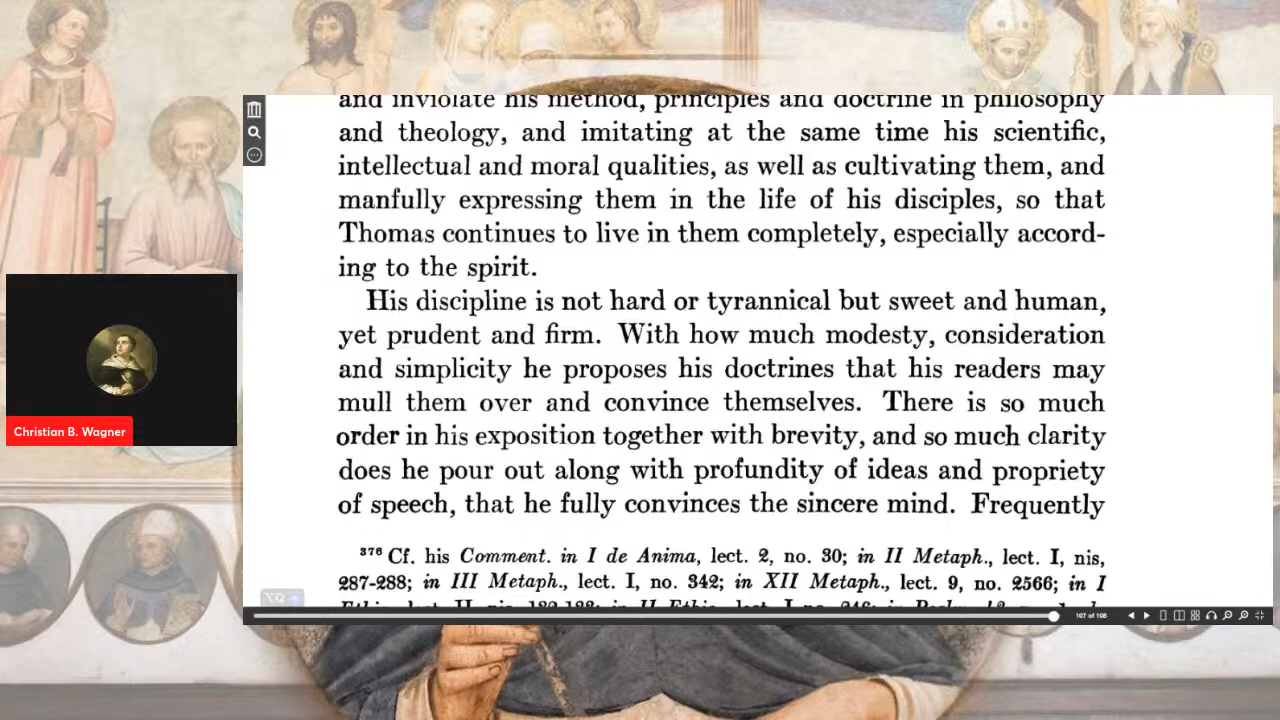 and inviolate his method, principles and doctrine in philosophy
and theology, and imitating at the same time his scientific,
intellectual and moral qualities, as well as cultivating them, and
manfully expressing them in the life of his disciples, so that
Thomas continues to live in them completely, especially accord-
ing to the spirit.
His discipline is not hard or tyrannical but sweet and human,
yet prudent and firm. With how much modesty, consideration
and simplicity he proposes his doctrines that his readers may
mull them over and convince themselves. There is so much
order in his exposition together with brevity, and so much clarity
does he pour out along with profundity of ideas and propriety
of speech, that he fully convinces the sincere mind. Frequently
376 Cf. his Comment. in I de Anima, lect. 2, no. 30; in II Metaph., lect. I, nis,
287-288; in III Metaph., lect. I, no. 342; in XII Metaph., lect. 9, no. 2566; in I
Christian B. Wagner
107 of 108